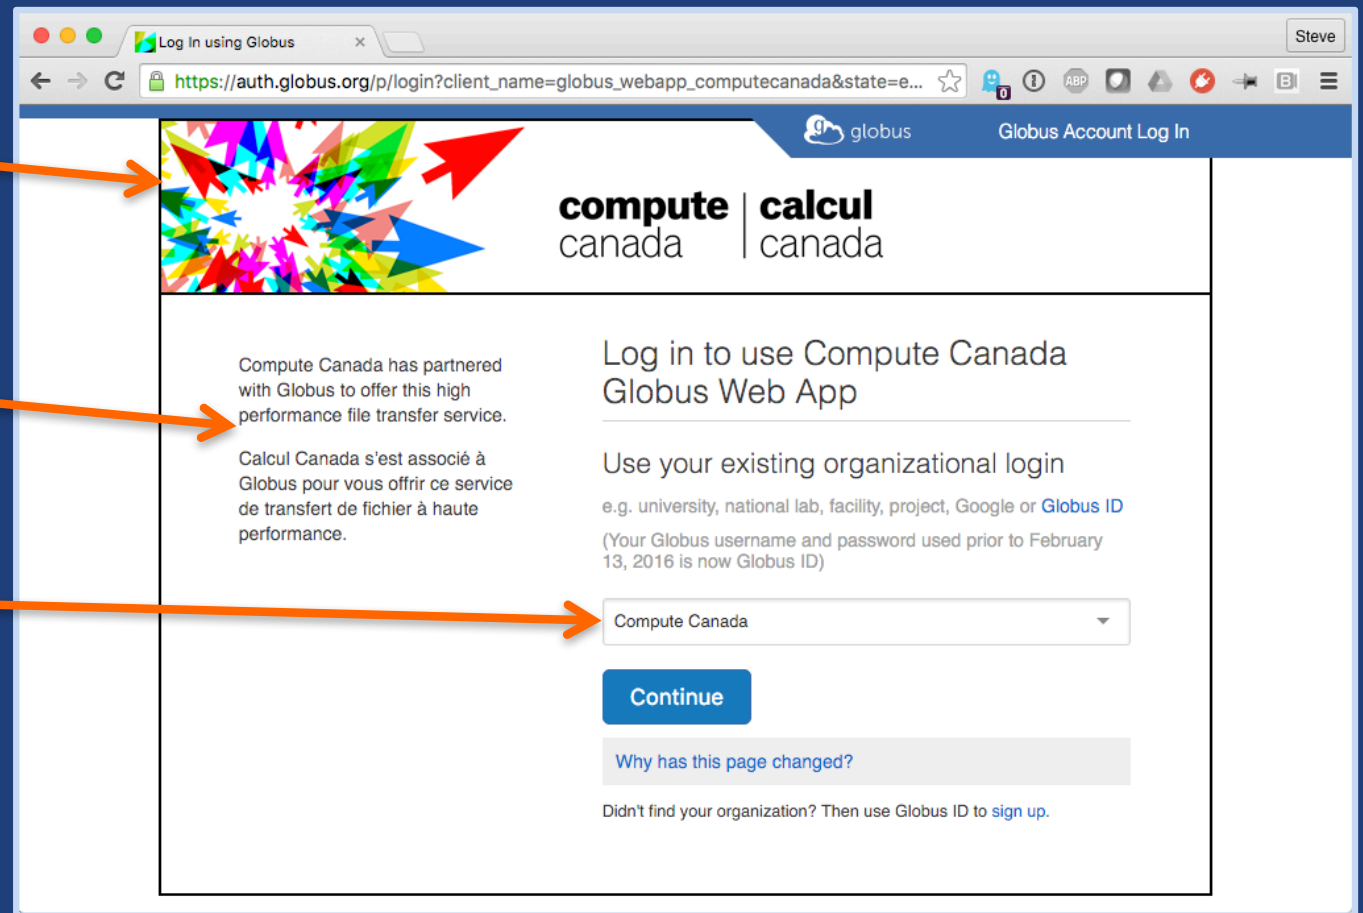 Log In using Globus
Steve
https://auth.globus.org/p/login?client_name=globus_webapp_computecanada&state=e...
0
ABP
globus
Globus Account Log In
compute | calcul
canada | canada
Compute Canada has partnered
with Globus to offer this high
performance file transfer service.
Calcul Canada s'est associé à
Globus pour vous offrir ce service
de transfert de fichier à haute
performance.
Log in to use Compute Canada
Globus Web App
Use your existing organizational login
e.g. university, national lab, facility, project, Google or Globus ID
(Your Globus username and password used prior to February
13, 2016 is now Globus ID)
Compute Canada
Continue
Why has this page changed?
Didn't find your organization? Then use Globus ID to sign up.